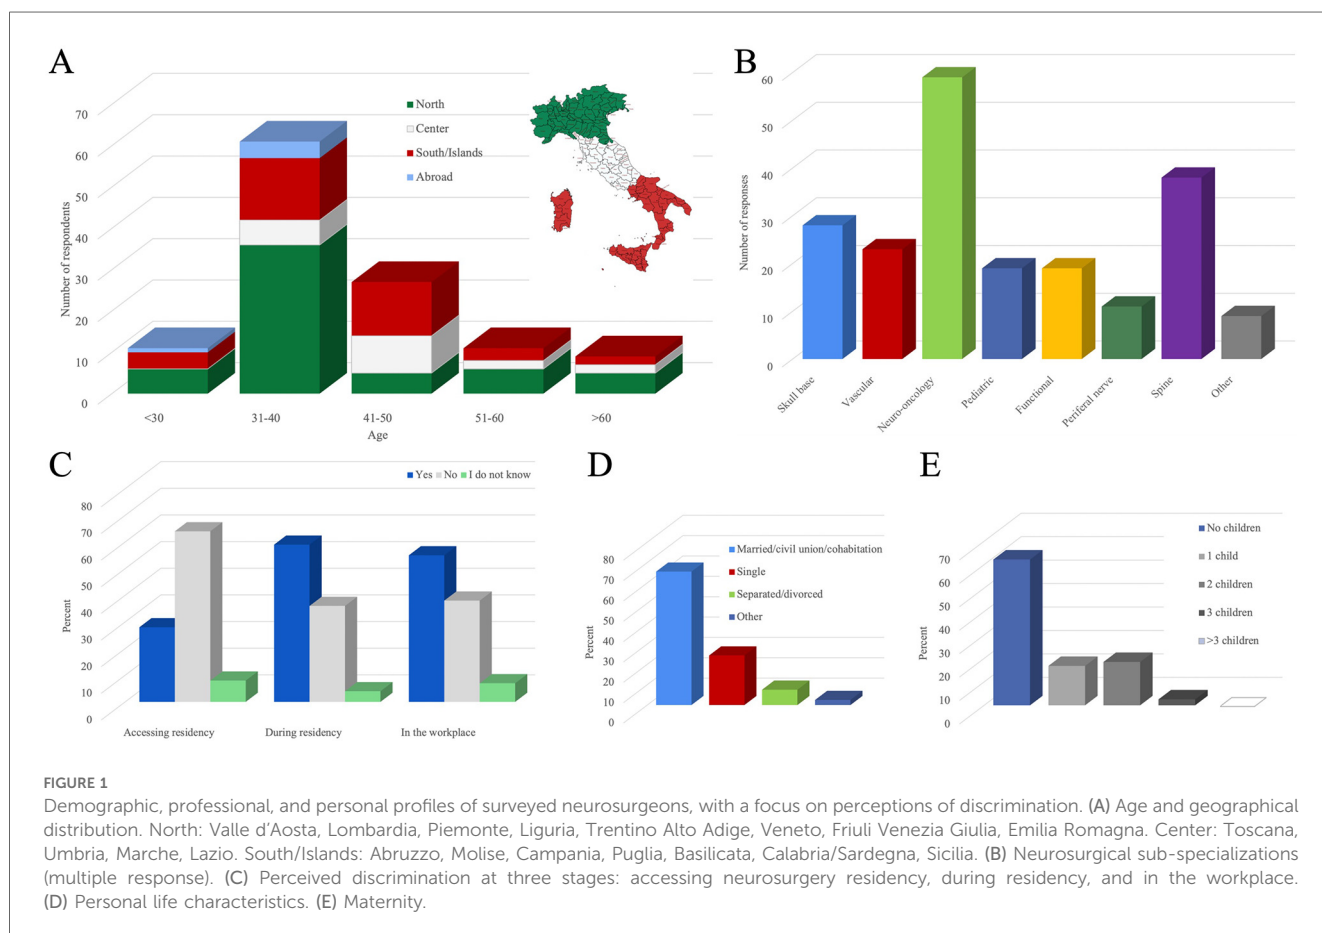 A
70
60
50
40
30
20
10
0
Number of respondents
North
Center
South/Islands
Abroad
<30
31-40
41-50
51-60
>60
Age
B
60
50
40
30
20
10
0
Number of responses
Skull base
Vascular
Neuro-oncology
Pediatric
Functional
Periferal nerve
Spine
Other
C
Yes
No
I do not know
80
70
60
50
40
30
20
10
0
Percent
Accessing residency
During residency
In the workplace
D
80
70
60
50
40
30
20
10
0
Percent
Married/civil union/cohabitation
Single
Separated/divorced
Other
E
70
60
50
40
30
20
10
0
Percent
No children
1 child
2 children
3 children
>3 children
FIGURE 1
Demographic, professional, and personal profiles of surveyed neurosurgeons, with a focus on perceptions of discrimination. (A) Age and geographical
distribution. North: Valle d'Aosta, Lombardia, Piemonte, Liguria, Trentino Alto Adige, Veneto, Friuli Venezia Giulia, Emilia Romagna. Center: Toscana,
Umbria, Marche, Lazio. South/Islands: Abruzzo, Molise, Campania, Puglia, Basilicata, Calabria/Sardegna, Sicilia. (B) Neurosurgical sub-specializations
(multiple response). (C) Perceived discrimination at three stages: accessing neurosurgery residency, during residency, and in the workplace.
(D) Personal life characteristics. (E) Maternity.